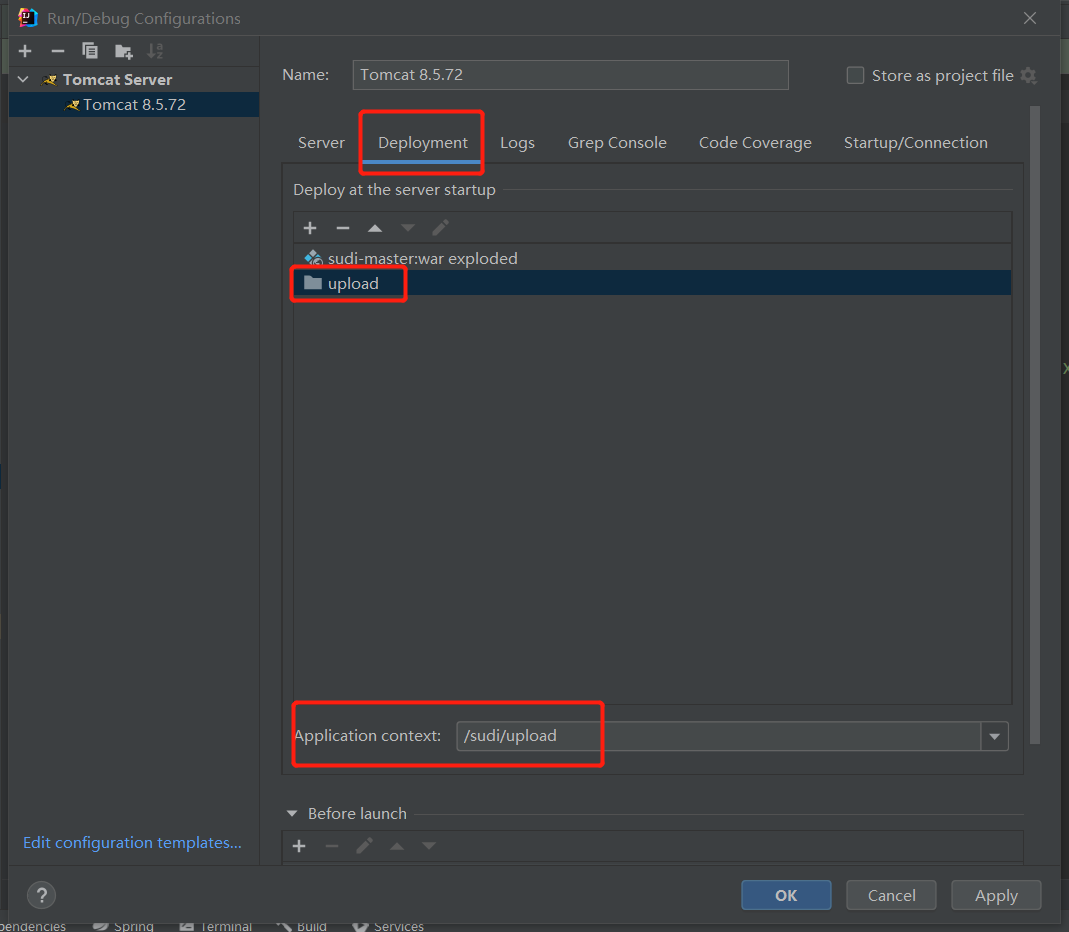 Run/Debug Configurations
Tomcat Server
Tomcat 8.5.72
Edit configuration templates...
Name: Tomcat 8.5.72 Store as project file
Server Deployment Logs Grep Console Code Coverage Startup/Connection
Deploy at the server startup
sudi-master:war exploded
upload
Application context: /sudi/upload
Before launch
? OK Cancel Apply
pendencies Spring Terminal Build Services